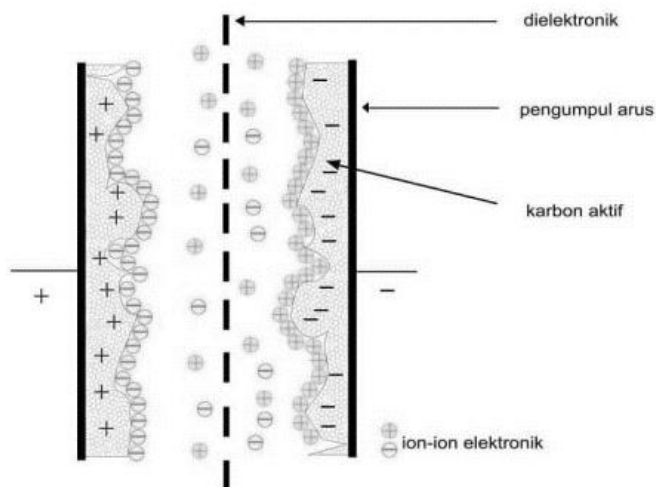 dielektronik
pengumpul arus
karbon aktif
+
-
ion-ion elektronik